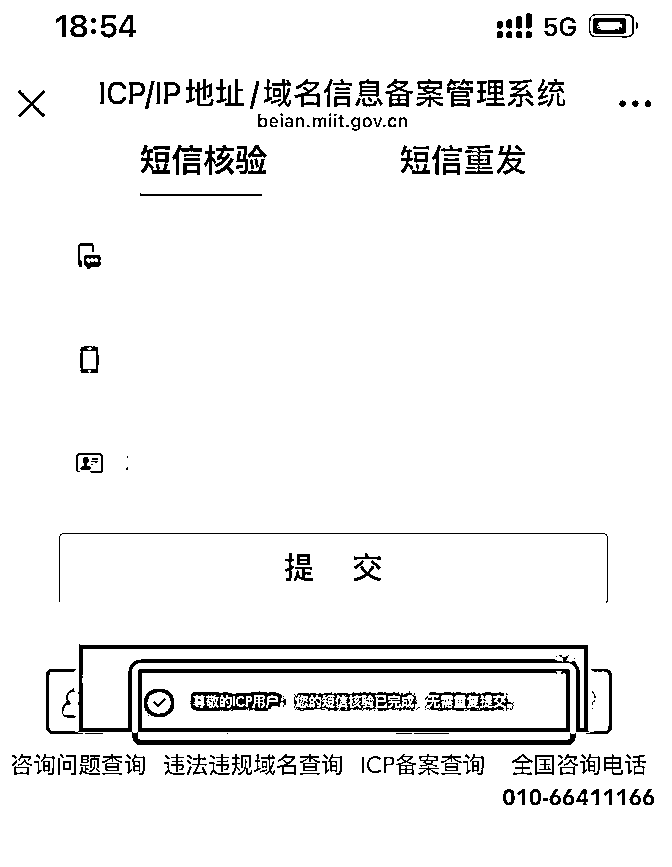 18:54 5G
ICP/IP地址/域名信息备案管理系统
beian.miit.gov.cn
短信核验 短信重发
提 交
尊敬的ICP用户，您的短信核验已完成，无需重复提交。
咨询问题查询 违法违规域名查询 ICP备案查询 全国咨询电话
010-66411166